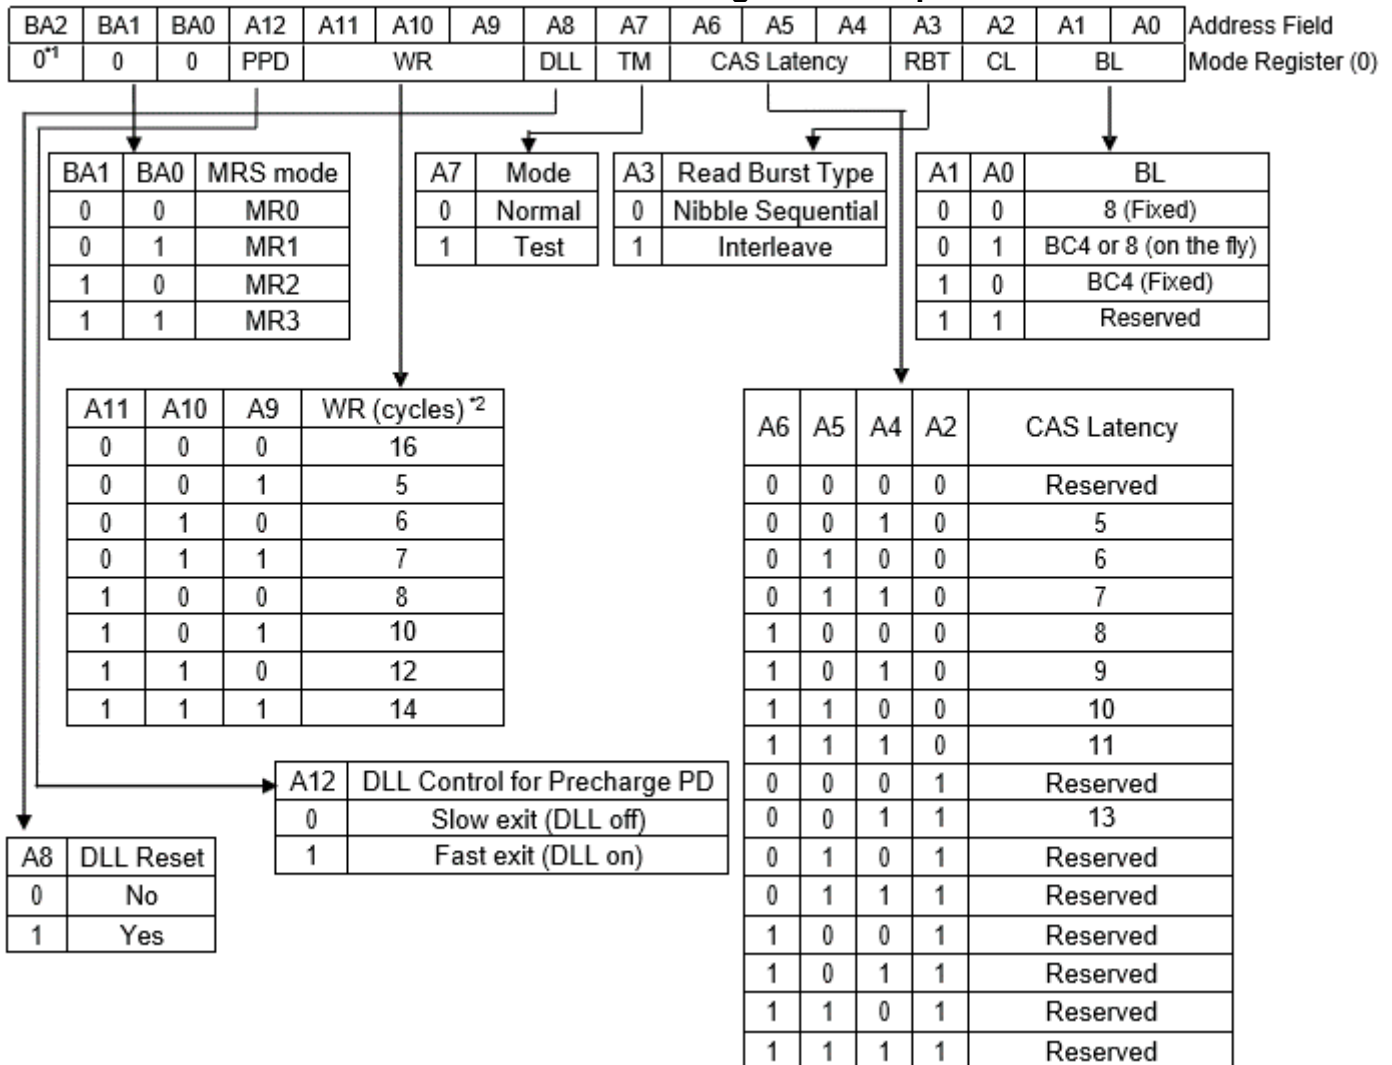 BA2 BA1 BA0 A12 A11 A10 A9 A8 A7 A6 A5 A4 A3 A2 A1 A0 Address Field
0*1 0 0 PPD WR DLL TM CAS Latency RBT CL BL Mode Register (0)
BA1 BA0 MRS mode
0 0 MR0
0 1 MR1
1 0 MR2
1 1 MR3
A7 Mode
0 Normal
1 Test
A3 Read Burst Type
0 Nibble Sequential
1 Interleave
A1 A0 BL
0 0 8 (Fixed)
0 1 BC4 or 8 (on the fly)
1 0 BC4 (Fixed)
1 1 Reserved
A11 A10 A9 WR (cycles) *2
0 0 0 16
0 0 1 5
0 1 0 6
0 1 1 7
1 0 0 8
1 0 1 10
1 1 0 12
1 1 1 14
A6 A5 A4 A2 CAS Latency
0 0 0 0 Reserved
0 0 1 0 5
0 1 0 0 6
0 1 1 0 7
1 0 0 0 8
1 0 1 0 9
1 1 0 0 10
1 1 1 0 11
0 0 0 1 Reserved
0 0 1 1 13
0 1 0 1 Reserved
0 1 1 1 Reserved
1 0 0 1 Reserved
1 0 1 1 Reserved
1 1 0 1 Reserved
1 1 1 1 Reserved
A12 DLL Control for Precharge PD
0 Slow exit (DLL off)
1 Fast exit (DLL on)
A8 DLL Reset
0 No
1 Yes